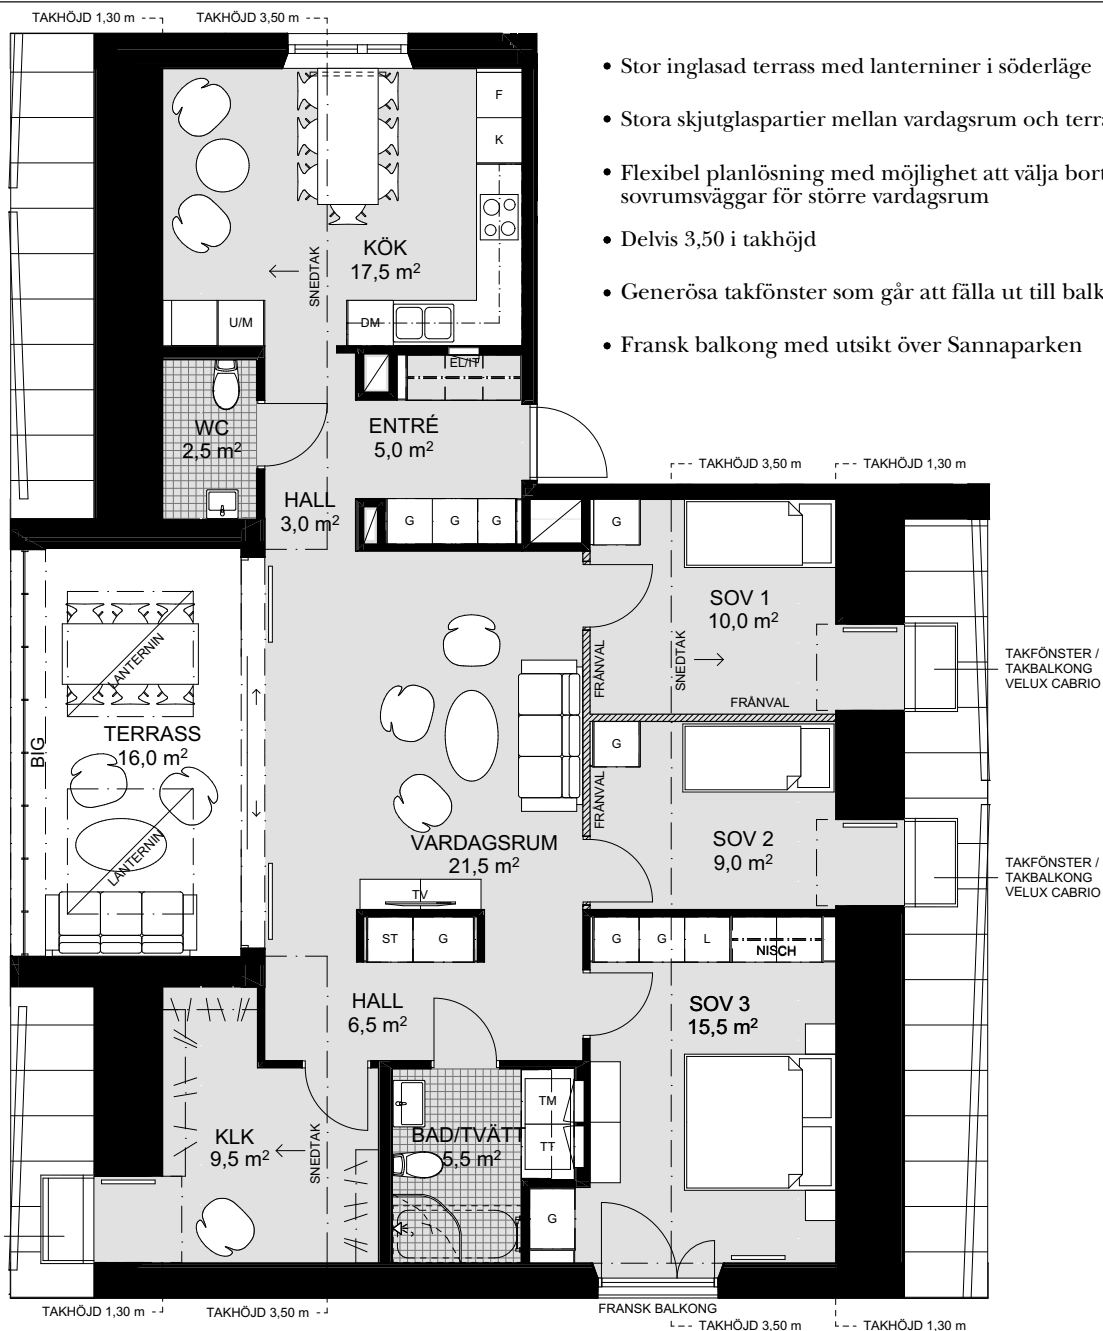 TAKHÖJD 1,30 m
TAKHÖJD 3,50 m
• Stor inglasad terrass med lanterniner i söderläge
• Stora skjutglaspartier mellan vardagsrum och terra
• Flexibel planlösning med möjlighet att välja bort
sovrumsväggar för större vardagsrum
• Delvis 3,50 i takhöjd
• Generösa takfönster som går att fälla ut till balk
• Fransk balkong med utsikt över Sannaparken
F
K
KÖK
17,5 m²
SNEDTAK
U/M
DM
EL/IT
WC
2,5 m²
ENTRÉ
5,0 m²
HALL
3,0 m²
G
G
G
TAKHÖJD 3,50 m
TAKHÖJD 1,30 m
G
SOV 1
10,0 m²
FRÅNVAL
SNEDTAK
FRÅNVAL
TAKFÖNSTER /
TAKBALKONG
VELUX CABRIO
LANTERNIN
TERRASS
16,0 m²
BIG
LANTERNIN
G
FRÅNVAL
SOV 2
9,0 m²
VARDAGSRUM
21,5 m²
TAKFÖNSTER /
TAKBALKONG
VELUX CABRIO
TV
ST
G
G
G
L
NISCH
HALL
6,5 m²
SOV 3
15,5 m²
KLK
9,5 m²
SNEDTAK
BAD/TVÄTT
5,5 m²
TM
TT
G
FRANSK BALKONG
TAKHÖJD 1,30 m
TAKHÖJD 3,50 m
TAKHÖJD 3,50 m
TAKHÖJD 1,30 m